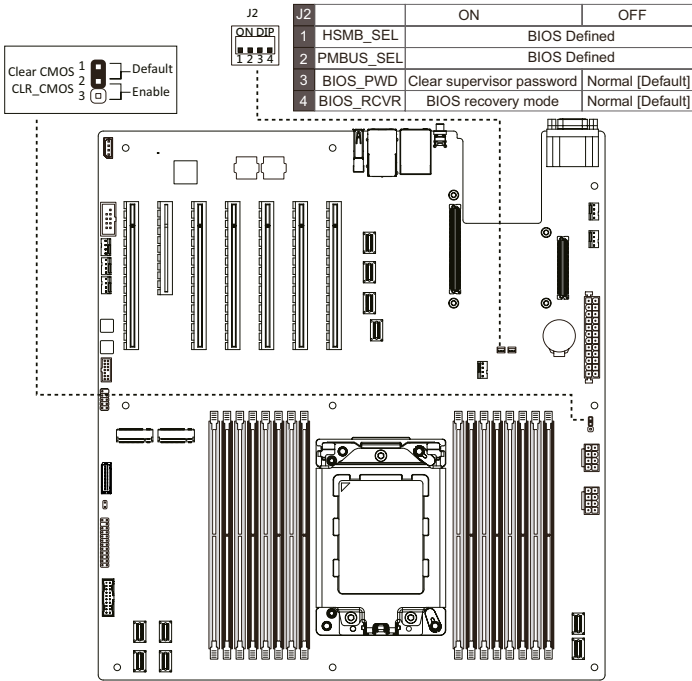 J2
ON DIP
1 2 3 4
J2 ON OFF
1 HSMB_SEL BIOS Defined
2 PMBUS_SEL BIOS Defined
3 BIOS_PWD Clear supervisor password Normal [Default]
4 BIOS_RCVR BIOS recovery mode Normal [Default]
Clear CMOS 1 Default
CLR_CMOS 2
3 Enable